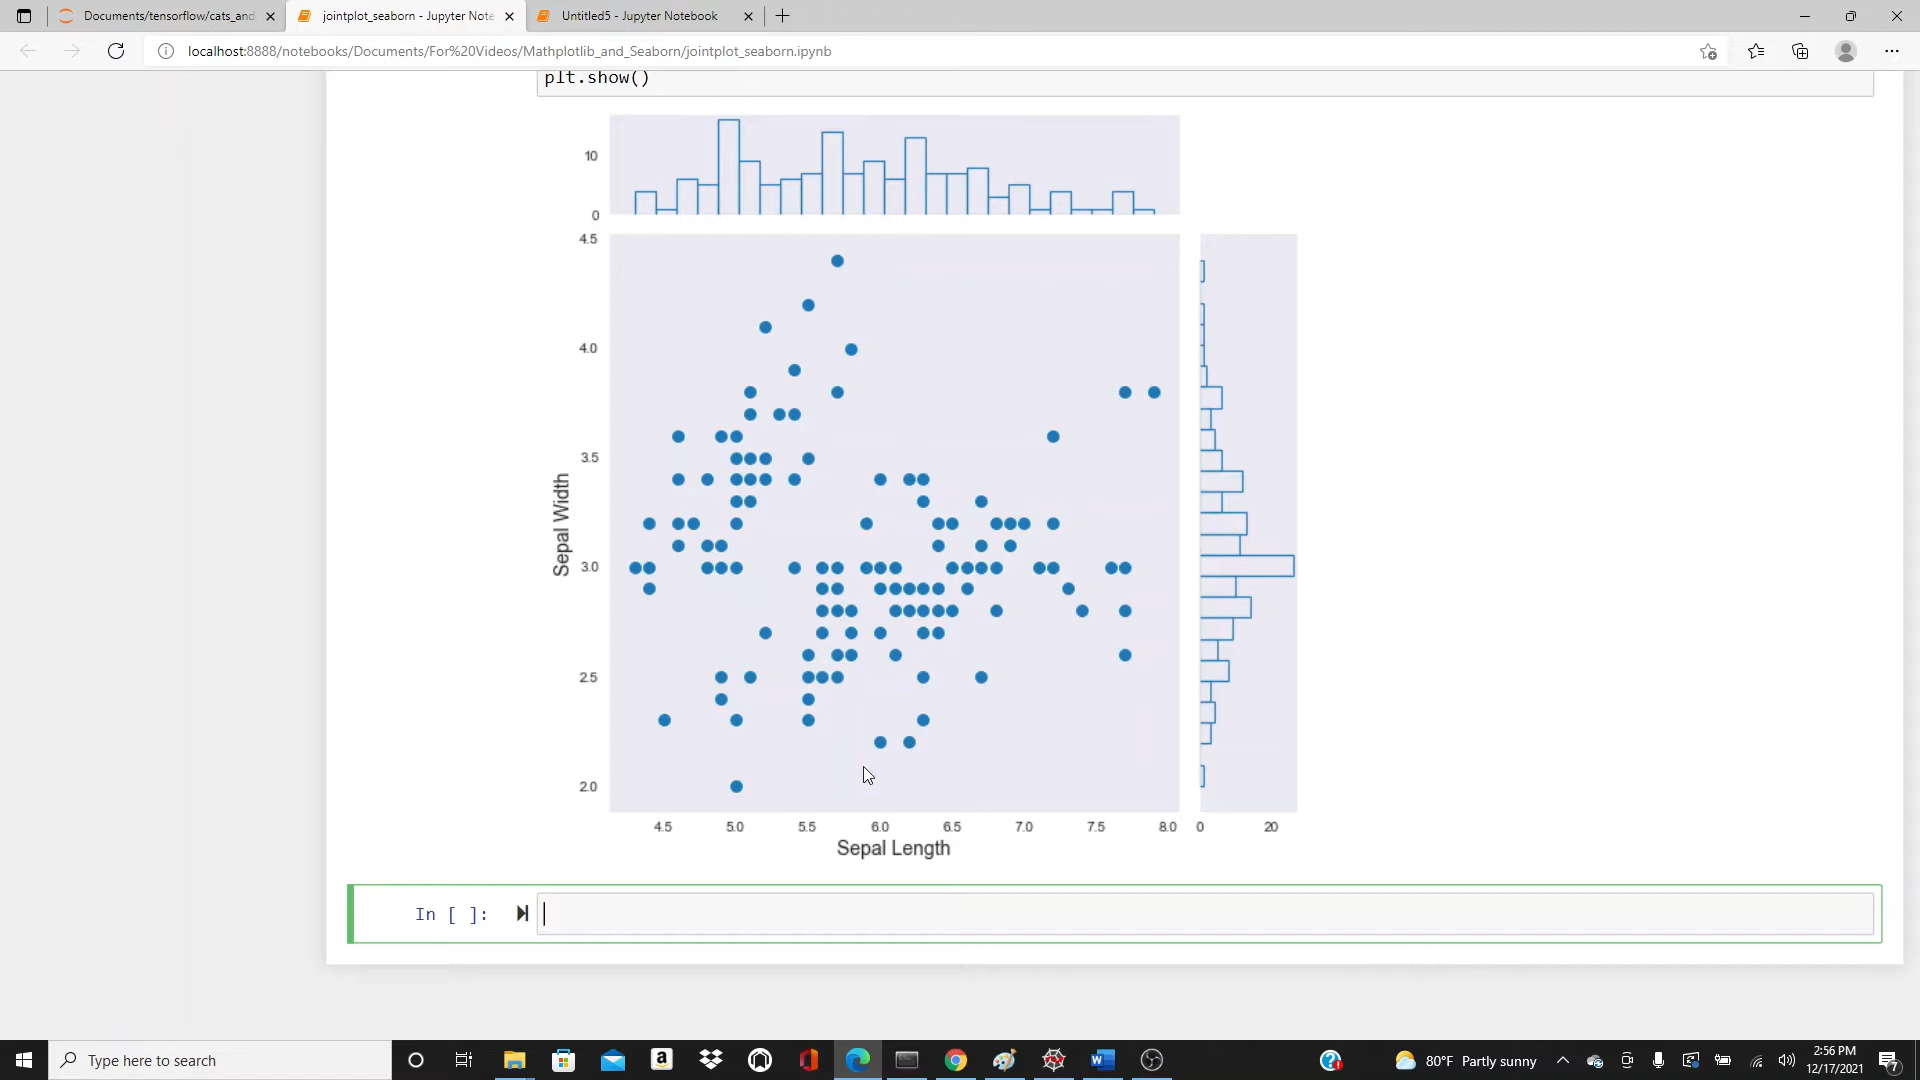 Documents/tensorflow/cats_and
jointplot_seaborn - Jupyter Note
Untitled5 - Jupyter Notebook
localhost:8888/notebooks/Documents/For%20Videos/Mathplotlib_and_Seaborn/jointplot_seaborn.ipynb
plt.show()
10
0
4.5
4.0
3.5
3.0
2.5
2.0
Sepal Width
4.5 5.0 5.5 6.0 6.5 7.0 7.5 8.0 0 20
Sepal Length
In [ ]:
Type here to search
80°F Partly sunny
2:56 PM
12/17/2021
7